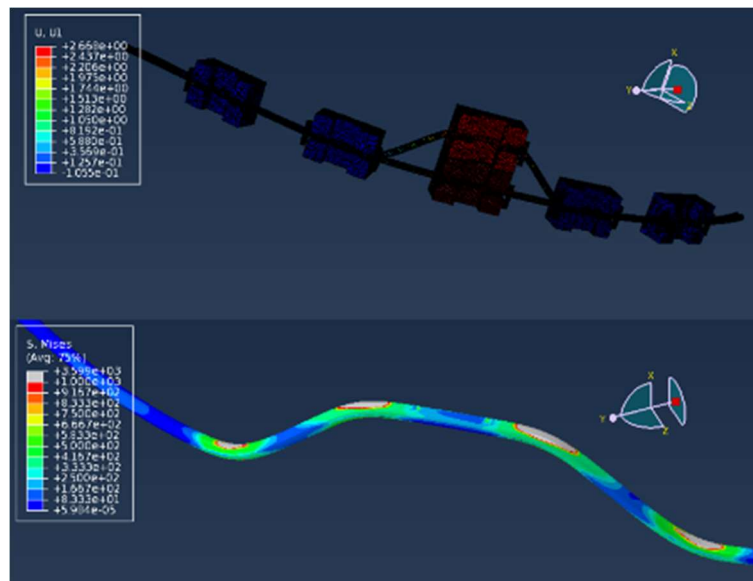 U, U1
+2.668e+00
+2.437e+00
+2.206e+00
+1.975e+00
+1.744e+00
+1.513e+00
+1.282e+00
+1.050e+00
+8.192e-01
+5.880e-01
+3.569e-01
+1.257e-01
-1.055e-01
X
Y
Z
S, Mises
(Avg: 75%)
+3.599e+03
+1.000e+03
+9.167e+02
+8.333e+02
+7.500e+02
+6.667e+02
+5.833e+02
+5.000e+02
+4.167e+02
+3.333e+02
+2.500e+02
+1.667e+02
+8.333e+01
+5.984e-05
X
Y
Z